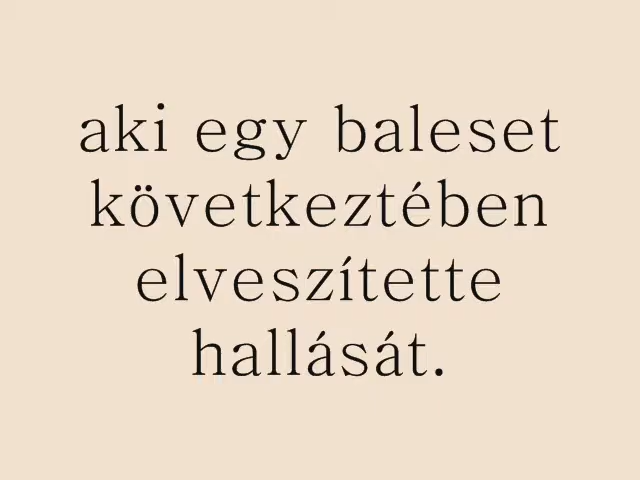 aki egy baleset
következtében
elveszítette
hallását.